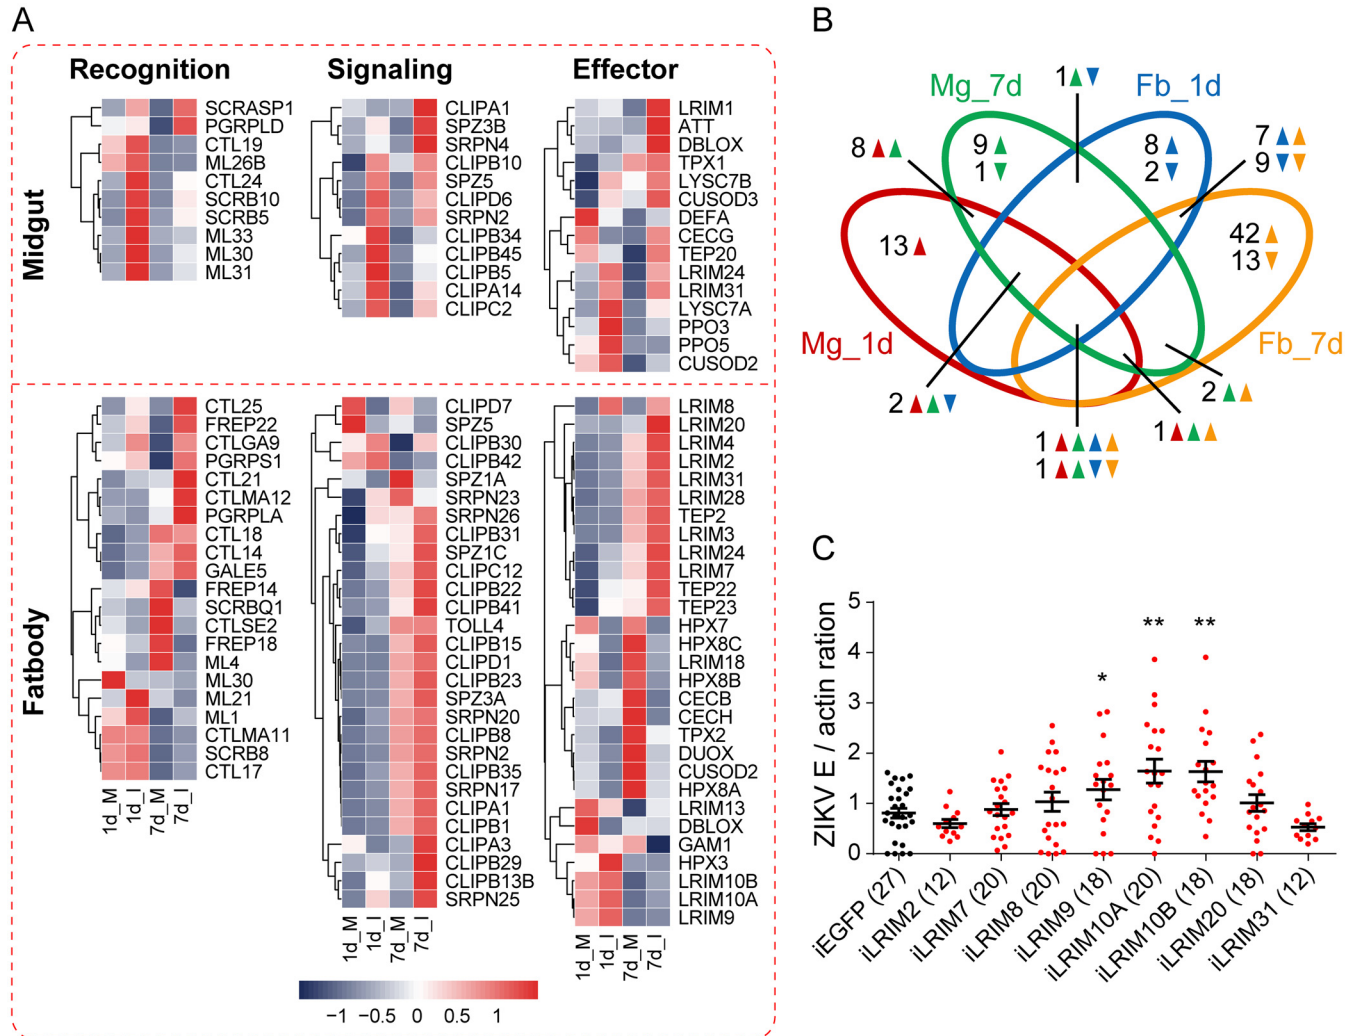 A
Recognition
Signaling
Effector
Midgut
SCRASP1
PGRPLD
CTL19
ML26B
CTL24
SCRB10
SCRB5
ML33
ML30
ML31
CLIPA1
SPZ3B
SRPN4
CLIPB10
SPZ5
CLIPD6
SRPN2
CLIPB34
CLIPB45
CLIPB5
CLIPA14
CLIPC2
LRIM1
ATT
DBLOX
TPX1
LYSC7B
CUSOD3
DEFA
CECG
TEP20
LRIM24
LRIM31
LYSC7A
PPO3
PPO5
CUSOD2
Fatbody
CTL25
FREP22
CTLGA9
PGRPS1
CTL21
CTLMA12
PGRPLA
CTL18
CTL14
GALE5
FREP14
SCRBQ1
CTLSE2
FREP18
ML4
ML30
ML21
ML1
CTLMA11
SCRB8
CTL17
1d_M
1d_I
7d_M
7d_I
CLIPD7
SPZ5
CLIPB30
CLIPB42
SPZ1A
SRPN23
SRPN26
CLIPB31
SPZ1C
CLIPC12
CLIPB22
CLIPB41
TOLL4
CLIPB15
CLIPD1
CLIPB23
SPZ3A
SRPN20
CLIPB8
SRPN2
CLIPB35
SRPN17
CLIPA1
CLIPB1
CLIPA3
CLIPB29
CLIPB13B
SRPN25
1d_M
1d_I
7d_M
7d_I
LRIM8
LRIM20
LRIM4
LRIM2
LRIM31
LRIM28
TEP2
LRIM3
LRIM24
LRIM7
TEP22
TEP23
HPX7
HPX8C
LRIM18
HPX8B
CECB
CECH
TPX2
DUOX
CUSOD2
HPX8A
LRIM13
DBLOX
GAM1
HPX3
LRIM10B
LRIM10A
LRIM9
1d_M
1d_I
7d_M
7d_I
−1 −0.5 0 0.5 1
B
1▲▼
Mg_7d
Fb_1d
8▲▲
9▲
1▼
8▲
2▼
7▲▲
9▼▼
13▲
42▲
13▼
Mg_1d
Fb_7d
2▲▲▼
2▲▲
1▲▲▲
1▲▲▲▲
1▲▲▼▼
C
ZIKV E / actin ration
5
4
3
2
1
0
*
**
**
iEGFP (27)
iLRIM2 (12)
iLRIM7 (20)
iLRIM8 (20)
iLRIM9 (18)
iLRIM10A (20)
iLRIM10B (18)
iLRIM20 (18)
iLRIM31 (12)